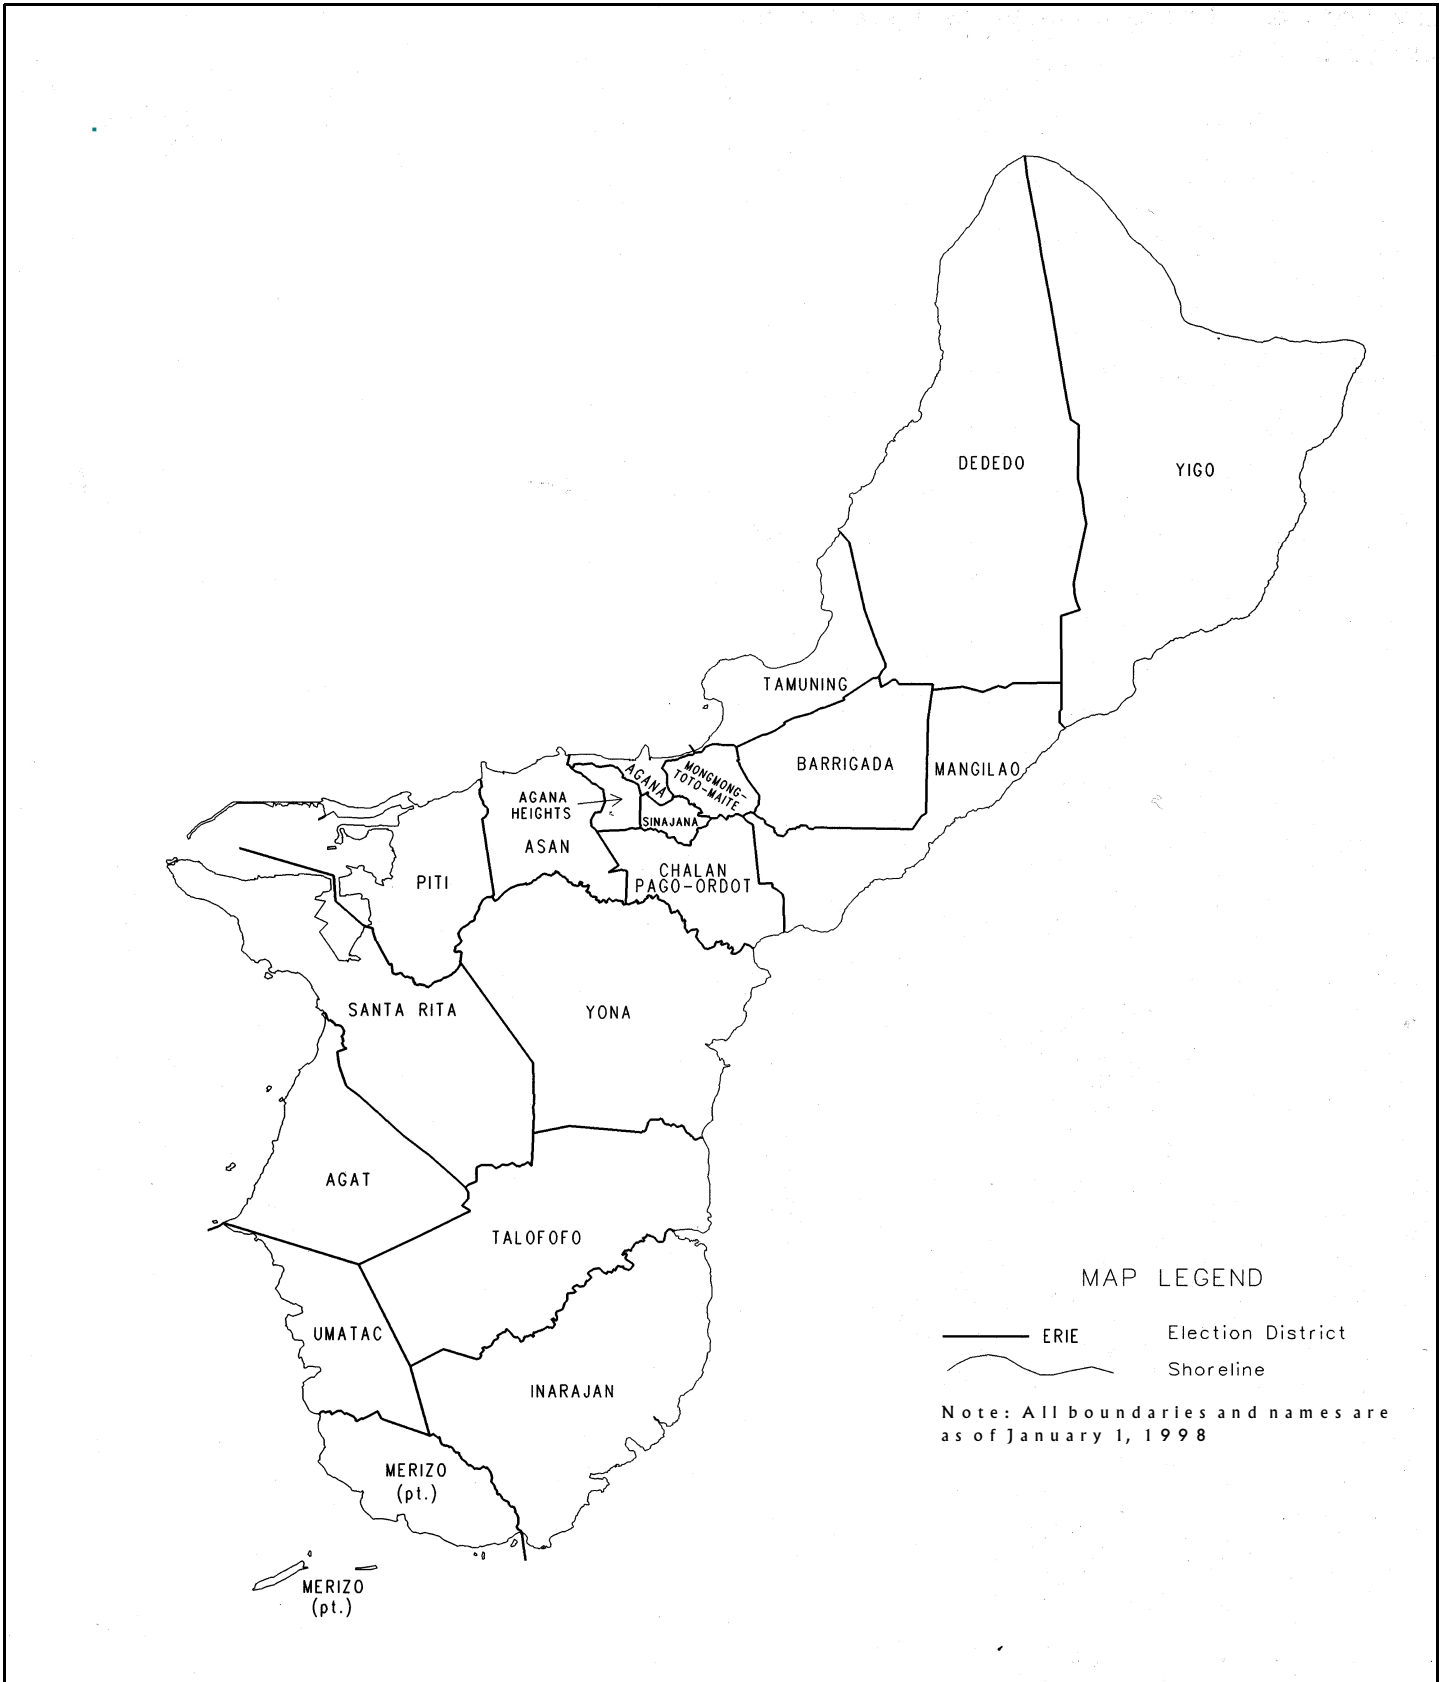 DEDEDO
YIGO
TAMUNING
BARRIGADA
MANGILAO
AGANA
MONGMONG-
TOTO-MAITE
AGANA
HEIGHTS
SINAJANA
ASAN
CHALAN
PAGO-ORDOT
PITI
SANTA RITA
YONA
AGAT
TALOFOFO
UMATAC
INARAJAN
MERIZO
(pt.)
MERIZO
(pt.)
MAP LEGEND
ERIE Election District
Shoreline
Note: All boundaries and names are
as of January 1, 1998